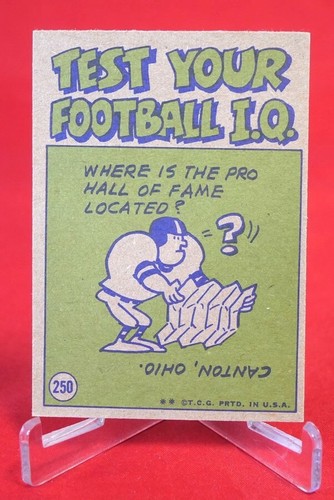 TEST YOUR
FOOTBALL I.Q.
WHERE IS THE PRO
HALL OF FAME
LOCATED?
?
CANTON, OHIO.
250
** ©T.C.G. PRTD. IN U.S.A.